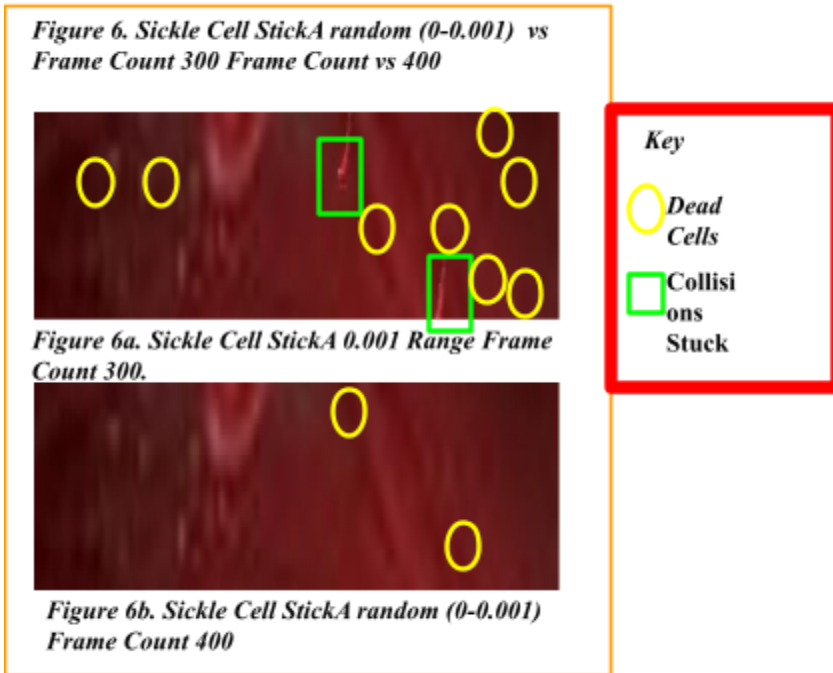 Figure 6. Sickle Cell StickA random (0-0.001) vs
Frame Count 300 Frame Count vs 400
Key
Dead
Cells
Collisi
ons
Stuck
Figure 6a. Sickle Cell StickA 0.001 Range Frame
Count 300.
Figure 6b. Sickle Cell StickA random (0-0.001)
Frame Count 400